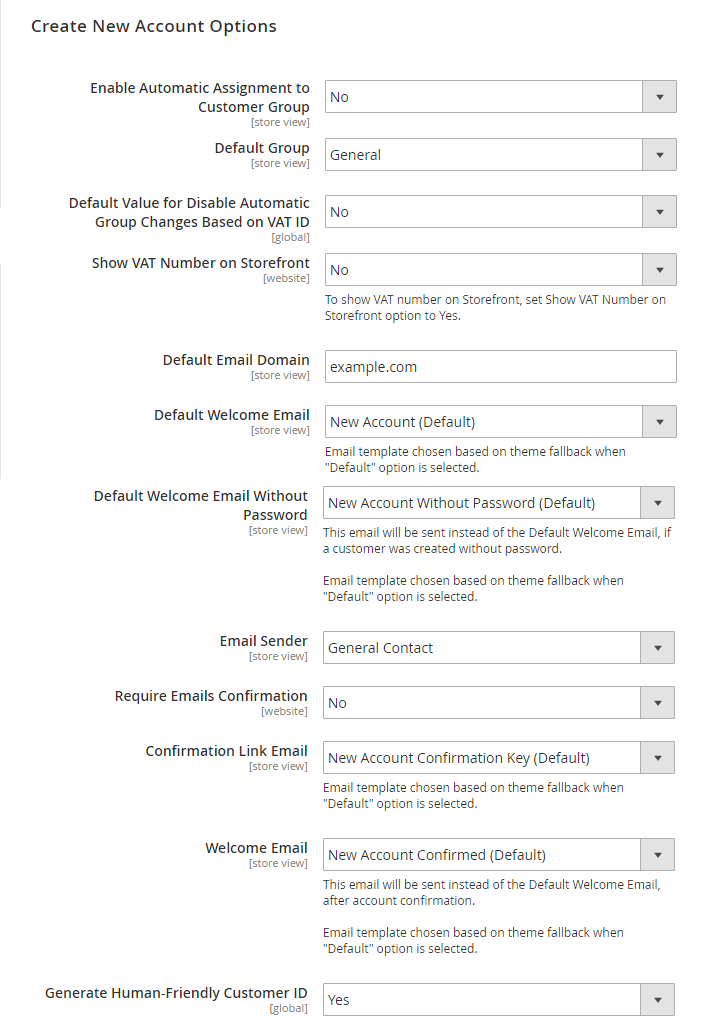 Create New Account Options
Enable Automatic Assignment to
Customer Group
[store view]
No
Default Group
[store view]
General
Default Value for Disable Automatic
Group Changes Based on VAT ID
[global]
No
Show VAT Number on Storefront
[website]
No
To show VAT number on Storefront, set Show VAT Number on
Storefront option to Yes.
Default Email Domain
[store view]
example.com
Default Welcome Email
[store view]
New Account (Default)
Email template chosen based on theme fallback when
"Default" option is selected.
Default Welcome Email Without
Password
[store view]
New Account Without Password (Default)
This email will be sent instead of the Default Welcome Email, if
a customer was created without password.
Email template chosen based on theme fallback when
"Default" option is selected.
Email Sender
[store view]
General Contact
Require Emails Confirmation
[website]
No
Confirmation Link Email
[store view]
New Account Confirmation Key (Default)
Email template chosen based on theme fallback when
"Default" option is selected.
Welcome Email
[store view]
New Account Confirmed (Default)
This email will be sent instead of the Default Welcome Email,
after account confirmation.
Email template chosen based on theme fallback when
"Default" option is selected.
Generate Human-Friendly Customer ID
[global]
Yes